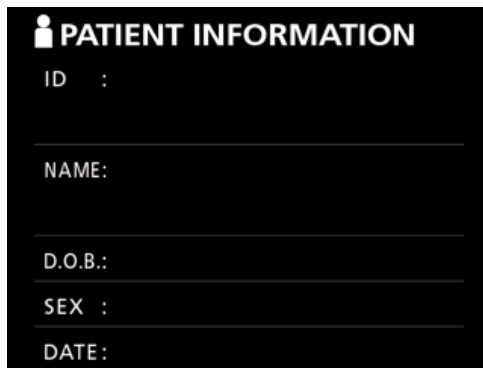 PATIENT INFORMATION
ID :
NAME:
D.O.B.:
SEX :
DATE: